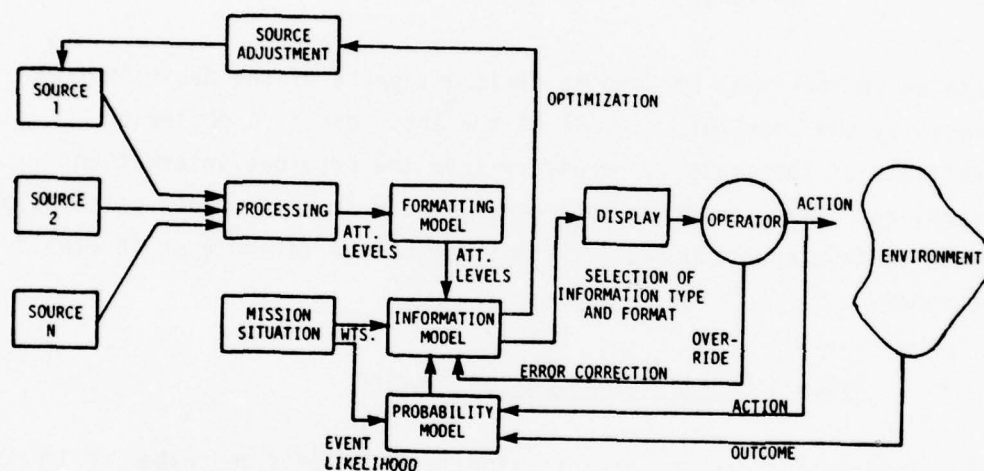 SOURCE
ADJUSTMENT
SOURCE
1
OPTIMIZATION
SOURCE
2
PROCESSING
FORMATTING
MODEL
DISPLAY
OPERATOR
ACTION
ATT.
LEVELS
ATT.
LEVELS
ENVIRONMENT
SELECTION OF
INFORMATION TYPE
AND FORMAT
SOURCE
N
MISSION
SITUATION
WTS.
INFORMATION
MODEL
OVER-
RIDE
ERROR CORRECTION
PROBABILITY
MODEL
ACTION
EVENT
LIKELIHOOD
OUTCOME